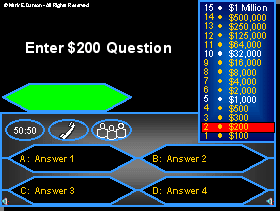 © Mark E. Damon - All Rights Reserved
Enter $200 Question
15 $1 Million
14 $500,000
13 $250,000
12 $125,000
11 $64,000
10 $32,000
9 $16,000
8 $8,000
7 $4,000
6 $2,000
5 $1,000
4 $500
3 $300
2 $200
1 $100
50:50
A: Answer 1
B: Answer 2
C: Answer 3
D: Answer 4